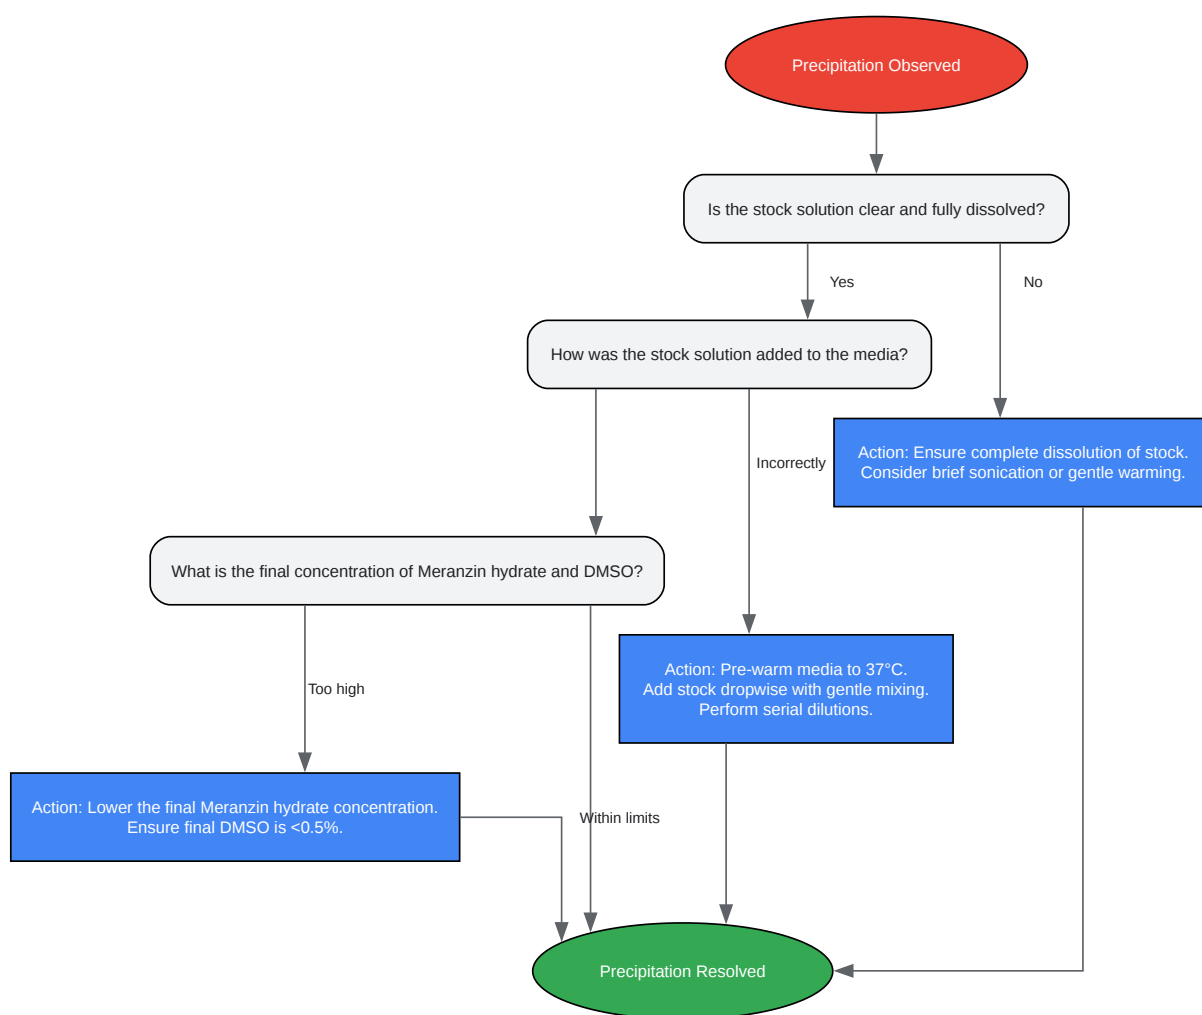 Precipitation Observed
Is the stock solution clear and fully dissolved?
Yes
No
How was the stock solution added to the media?
Action: Ensure complete dissolution of stock.
Consider brief sonication or gentle warming.
Incorrectly
What is the final concentration of Meranzin hydrate and DMSO?
Action: Pre-warm media to 37°C.
Add stock dropwise with gentle mixing.
Perform serial dilutions.
Too high
Action: Lower the final Meranzin hydrate concentration.
Ensure final DMSO is <0.5%.
Within limits
Precipitation Resolved